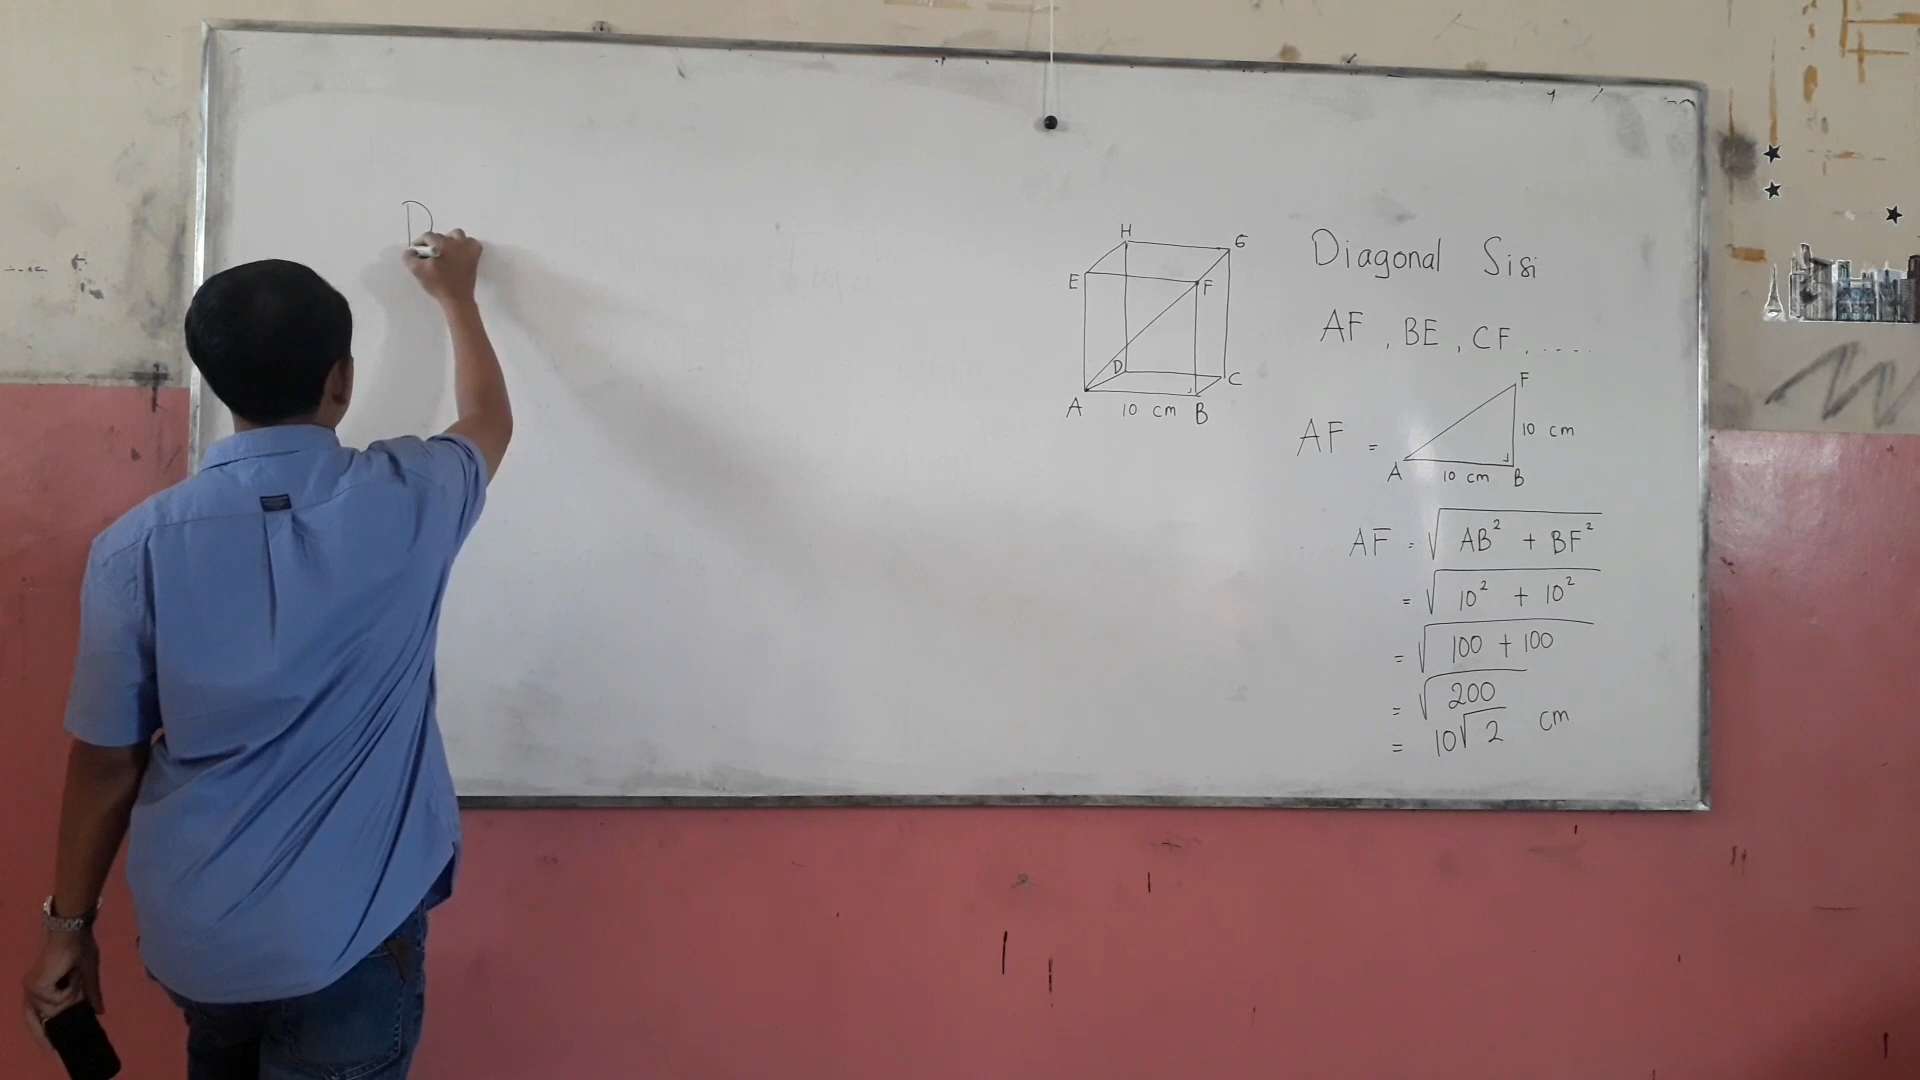 D
H G
E F
D C
A 10 cm B
Diagonal Sisi
AF , BE , CF , .....
F
AF = 10 cm
A 10 cm B
AF = √AB² + BF²
= √10² + 10²
= √100 + 100
= √200
= 10√2 cm